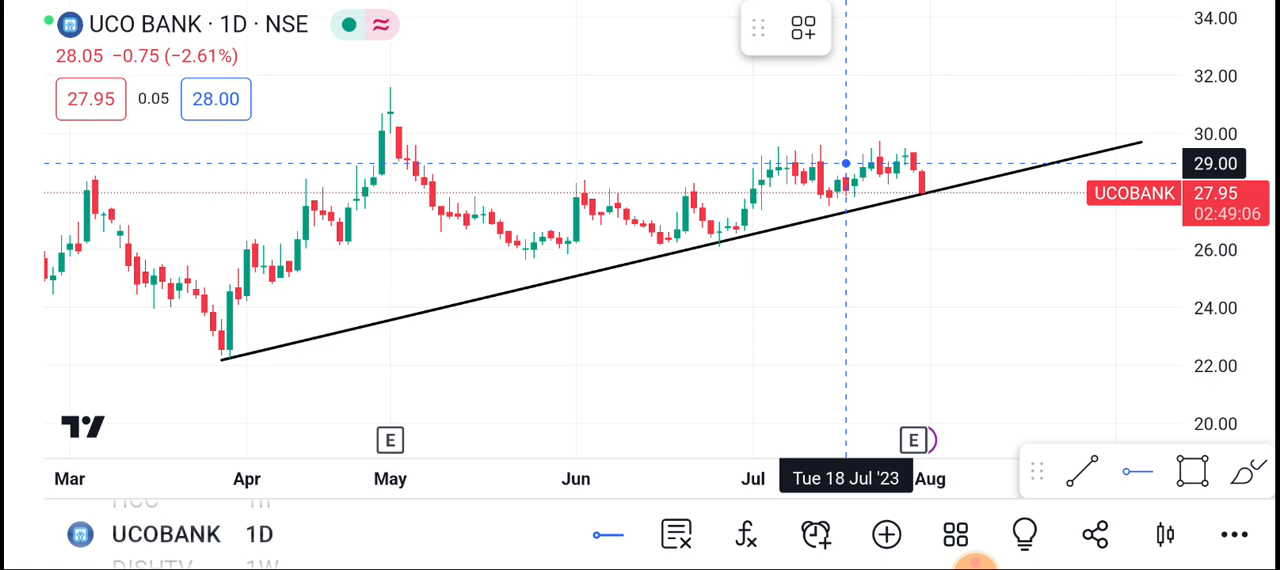 UCO BANK · 1D · NSE
28.05 −0.75 (−2.61%)
27.95 0.05 28.00
34.00
32.00
30.00
29.00
UCOBANK 27.95
02:49:06
26.00
24.00
22.00
20.00
E E
Mar Apr May Jun Jul Tue 18 Jul '23 Aug
UCOBANK 1D
DISHTV 1W